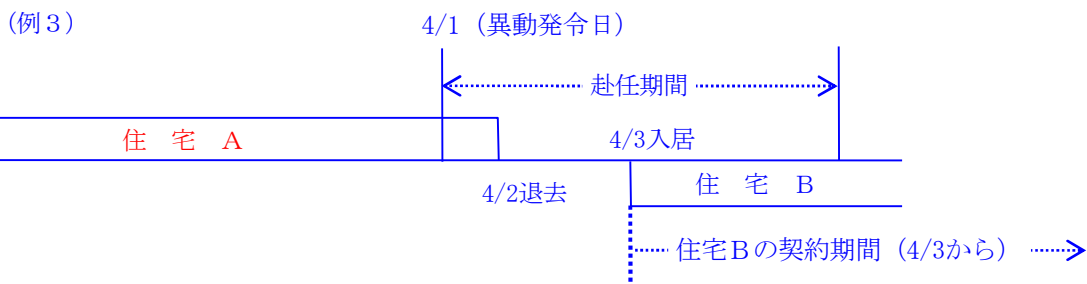 (例３)
4/1（異動発令日）
赴任期間
住　宅　Ａ
4/3入居
4/2退去
住　宅　Ｂ
住宅Ｂの契約期間（4/3から）